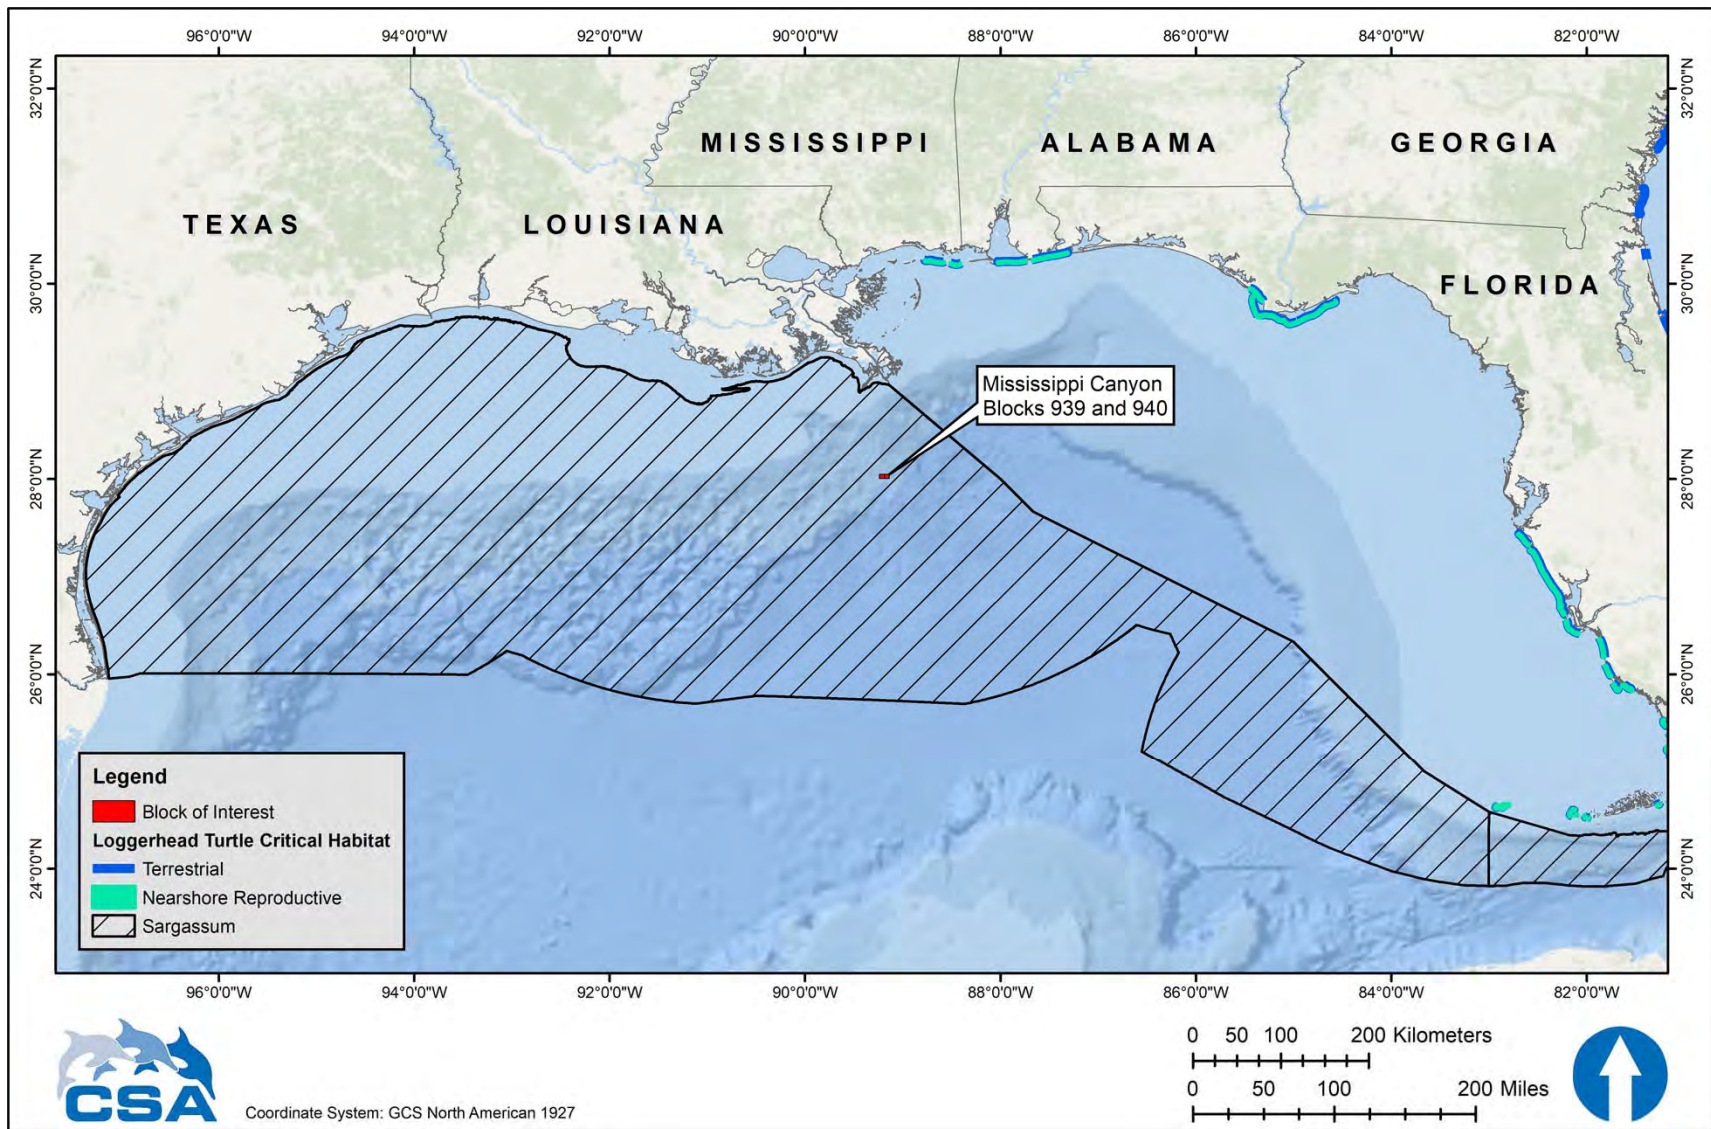 96°0'0"W 94°0'0"W 92°0'0"W 90°0'0"W 88°0'0"W 86°0'0"W 84°0'0"W 82°0'0"W
32°0'0"N 32°0'0"N
MISSISSIPPI ALABAMA GEORGIA
TEXAS LOUISIANA
30°0'0"N FLORIDA 30°0'0"N
Mississippi Canyon
Blocks 939 and 940
28°0'0"N 28°0'0"N
26°0'0"N 26°0'0"N
Legend
Block of Interest
Loggerhead Turtle Critical Habitat
Terrestrial
Nearshore Reproductive
Sargassum
24°0'0"N 24°0'0"N
96°0'0"W 94°0'0"W 92°0'0"W 90°0'0"W 88°0'0"W 86°0'0"W 84°0'0"W 82°0'0"W
CSA
Coordinate System: GCS North American 1927
0 50 100 200 Kilometers
0 50 100 200 Miles